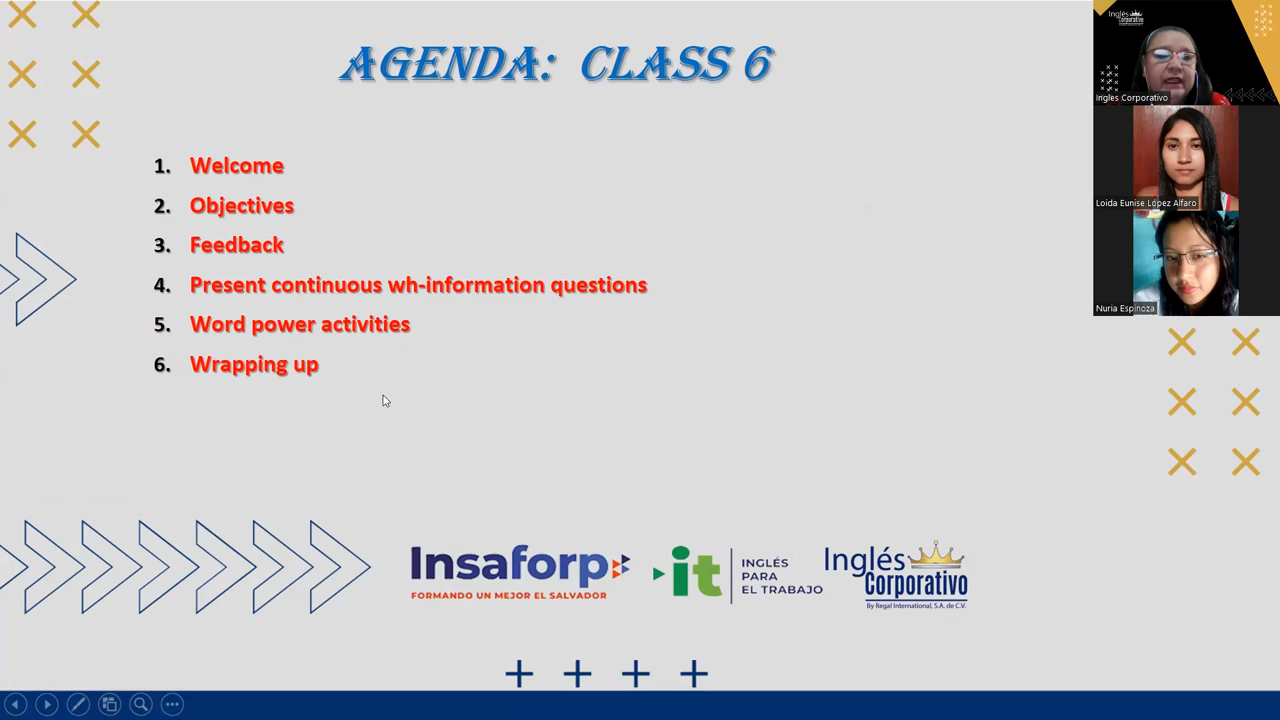 AGENDA: CLASS 6
1. Welcome
2. Objectives
3. Feedback
4. Present continuous wh-information questions
5. Word power activities
6. Wrapping up
Insaforp
FORMANDO UN MEJOR EL SALVADOR
it
INGLÉS
PARA
EL TRABAJO
Inglés
Corporativo
By Regal International, S.A. de C.V.
Inglés
Corporativo
Ingles Corporativo
Loida Eunise López Alfaro
Nuria Espinoza